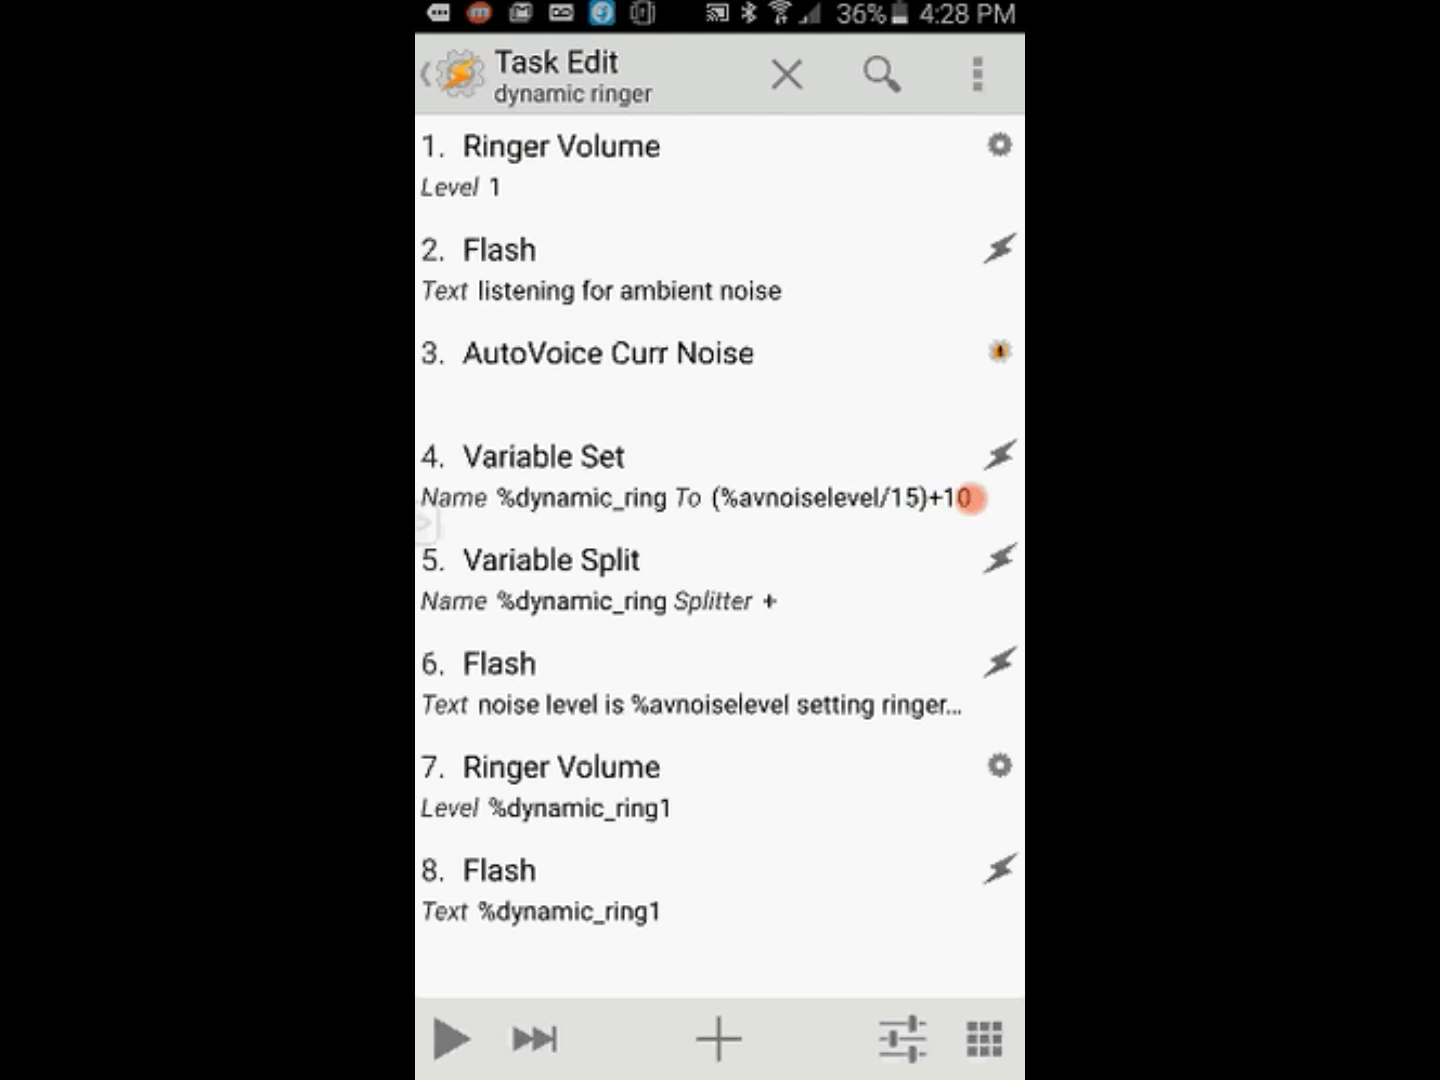 36% 4:28 PM
Task Edit
dynamic ringer
1. Ringer Volume
Level 1
2. Flash
Text listening for ambient noise
3. AutoVoice Curr Noise
4. Variable Set
Name %dynamic_ring To (%avnoiselevel/15)+10
5. Variable Split
Name %dynamic_ring Splitter +
6. Flash
Text noise level is %avnoiselevel setting ringer...
7. Ringer Volume
Level %dynamic_ring1
8. Flash
Text %dynamic_ring1